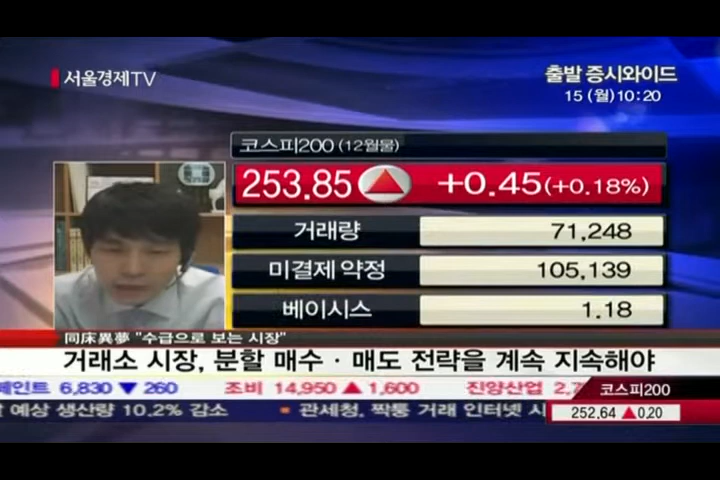 서울경제TV
출발 증시와이드
15 (월) 10:20
코스피200 (12월물)
253.85 ▲ +0.45(+0.18%)
거래량 71,248
미결제 약정 105,139
베이시스 1.18
同床異夢 "수급으로 보는 시장"
거래소 시장, 분할 매수 · 매도 전략을 계속 지속해야
페인트 6,830 ▼ 260 조비 14,950 ▲ 1,600 진양산업
코스피200
예상 생산량 10.2% 감소 관세청, 짝퉁 거래 인터넷
252.64 ▲0.20